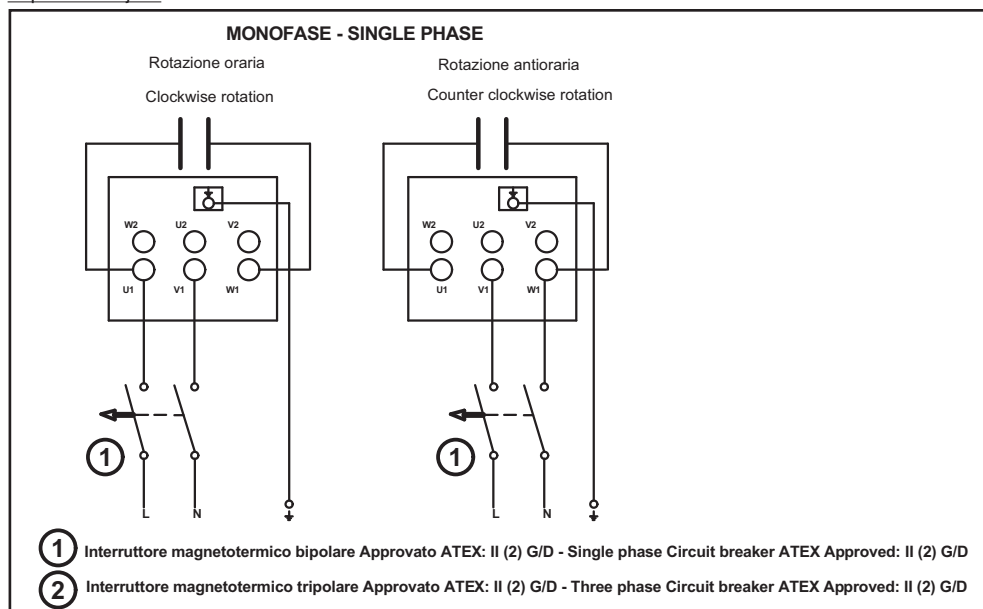 MONOFASE - SINGLE PHASE
Rotazione oraria
Clockwise rotation
Rotazione antioraria
Counter clockwise rotation
W2 U2 V2
U1 V1 W1
W2 U2 V2
U1 V1 W1
1
1
L N
L N
1 Interruttore magnetotermico bipolare Approvato ATEX: II (2) G/D - Single phase Circuit breaker ATEX Approved: II (2) G/D
2 Interruttore magnetotermico tripolare Approvato ATEX: II (2) G/D - Three phase Circuit breaker ATEX Approved: II (2) G/D